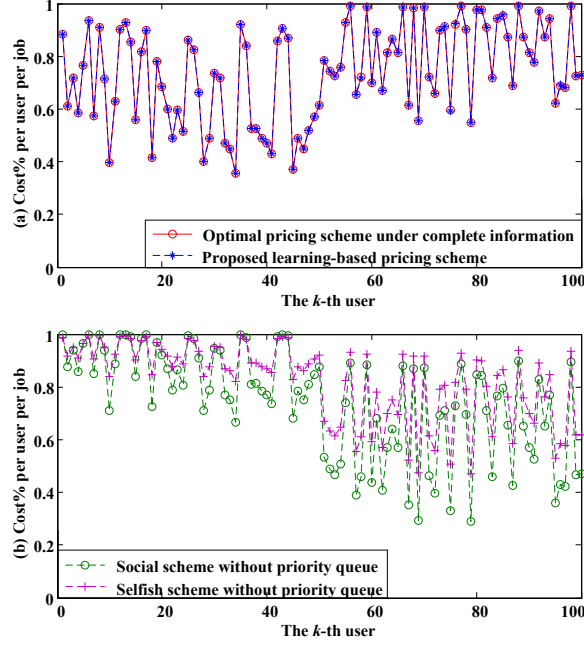 (a) Cost% per user per job
1
0.8
0.6
0.4
0.2
0
Optimal pricing scheme under complete information
Proposed learning-based pricing scheme
0 20 40 60 80 100
The k-th user
(b) Cost% per user per job
1
0.8
0.6
0.4
0.2
0
Social scheme without priority queue
Selfish scheme without priority queue
0 20 40 60 80 100
The k-th user